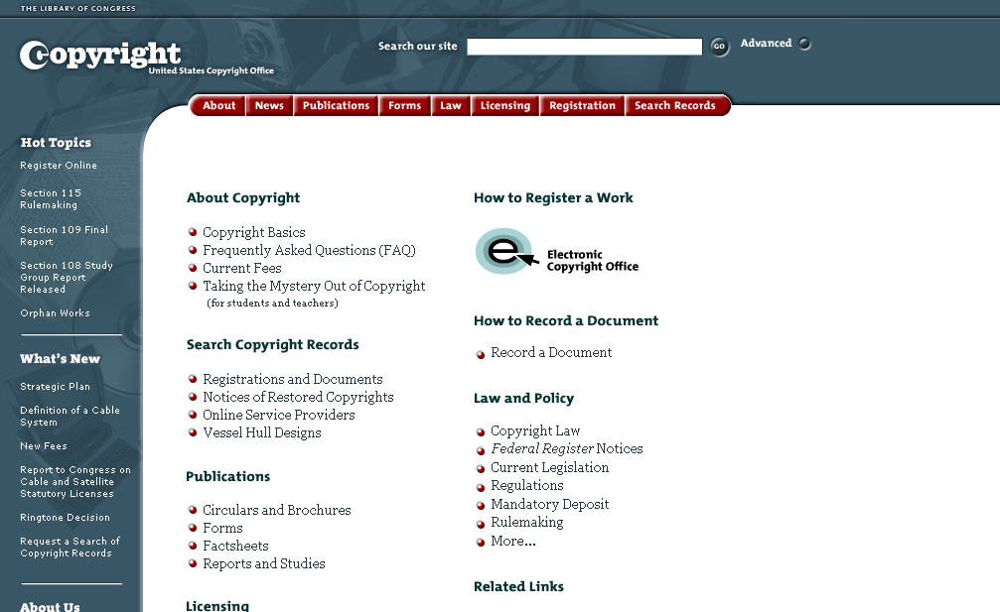 THE LIBRARY OF CONGRESS
Copyright
United States Copyright Office
Search our site
GO
Advanced
About
News
Publications
Forms
Law
Licensing
Registration
Search Records
Hot Topics
Register Online
Section 115
Rulemaking
Section 109 Final
Report
Section 108 Study
Group Report
Released
Orphan Works
What's New
Strategic Plan
Definition of a Cable
System
New Fees
Report to Congress on
Cable and Satellite
Statutory Licenses
Ringtone Decision
Request a Search of
Copyright Records
About Us
About Copyright
Copyright Basics
Frequently Asked Questions (FAQ)
Current Fees
Taking the Mystery Out of Copyright
(for students and teachers)
Search Copyright Records
Registrations and Documents
Notices of Restored Copyrights
Online Service Providers
Vessel Hull Designs
Publications
Circulars and Brochures
Forms
Factsheets
Reports and Studies
Licensing
How to Register a Work
e
Electronic
Copyright Office
How to Record a Document
Record a Document
Law and Policy
Copyright Law
Federal Register Notices
Current Legislation
Regulations
Mandatory Deposit
Rulemaking
More...
Related Links